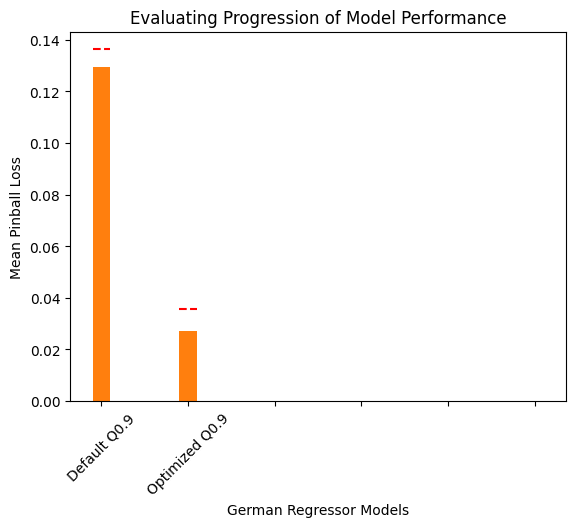 Evaluating Progression of Model Performance
Mean Pinball Loss
0.14
0.12
0.10
0.08
0.06
0.04
0.02
0.00
Default Q0.9
Optimized Q0.9
German Regressor Models